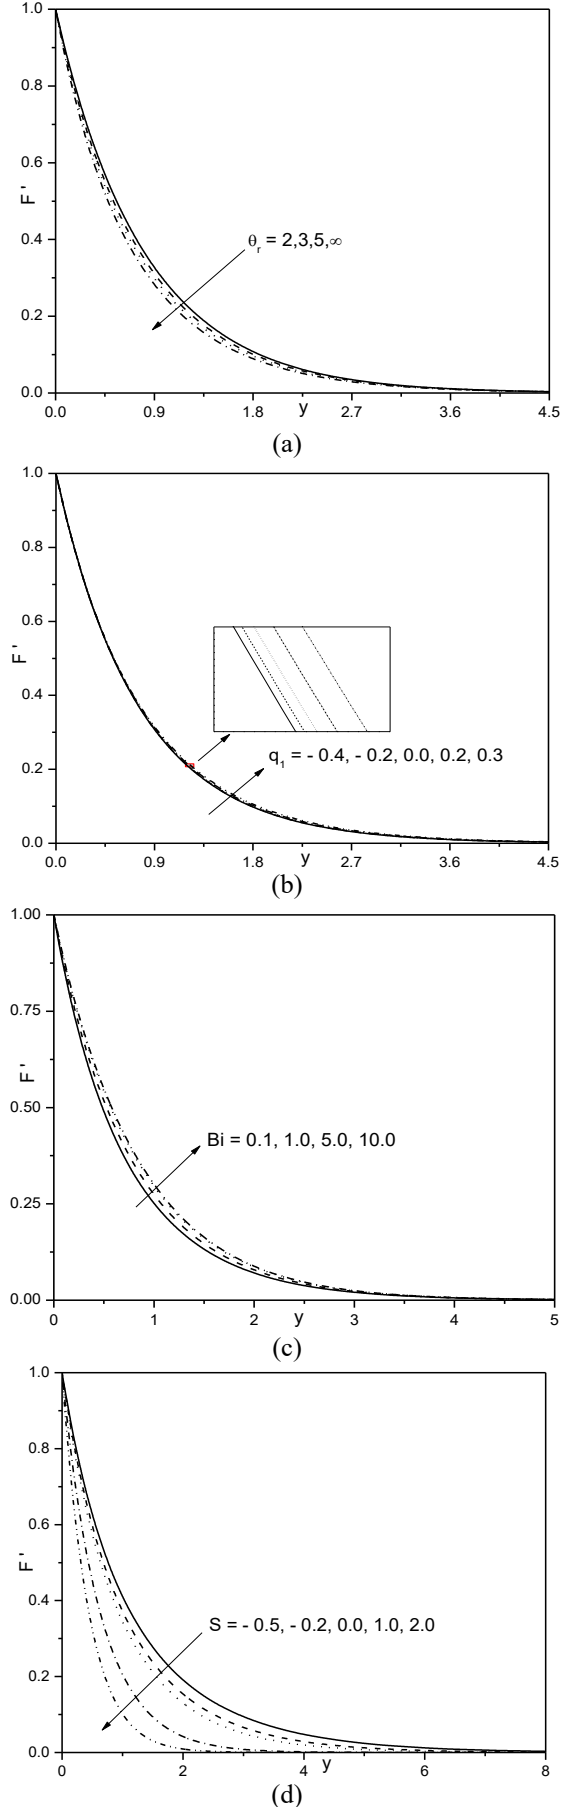 1.0
0.8
0.6
F '
θr = 2,3,5,∞
0.4
0.2
0.0
0.0 0.9 1.8 y 2.7 3.6 4.5
(a)
1.0
0.8
0.6
F '
0.4
q1 = - 0.4, - 0.2, 0.0, 0.2, 0.3
0.2
0.0
0.0 0.9 1.8 y 2.7 3.6 4.5
(b)
1.00
0.75
F '
0.50
Bi = 0.1, 1.0, 5.0, 10.0
0.25
0.00
0 1 2 y 3 4 5
(c)
1.0
0.8
0.6
F '
0.4
S = - 0.5, - 0.2, 0.0, 1.0, 2.0
0.2
0.0
0 2 4 y 6 8
(d)